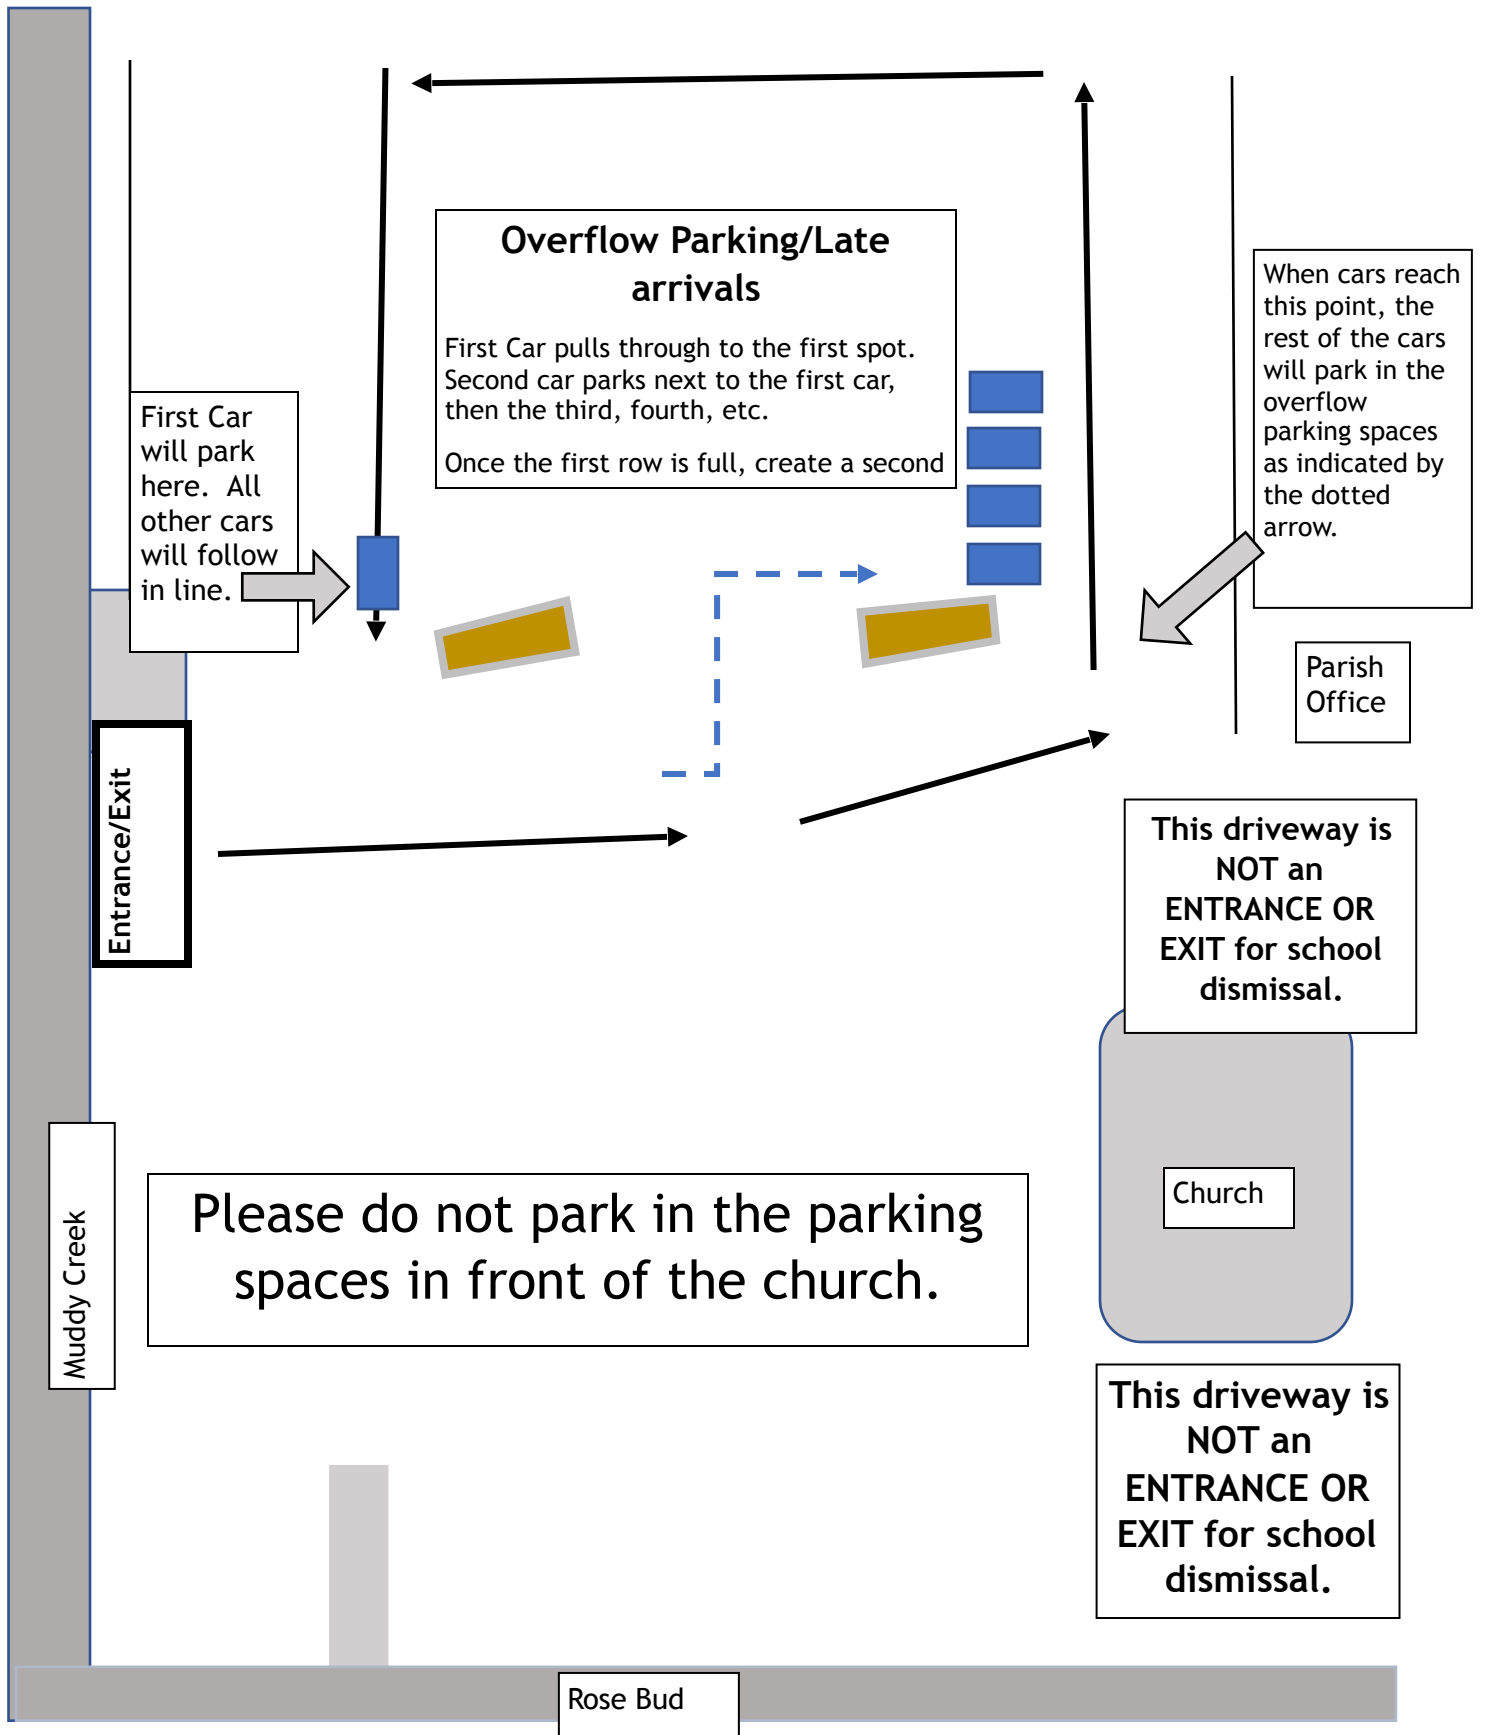 Overflow Parking/Late
arrivals
First Car pulls through to the first spot.
Second car parks next to the first car,
then the third, fourth, etc.
Once the first row is full, create a second
When cars reach
this point, the
rest of the cars
will park in the
overflow
parking spaces
as indicated by
the dotted
arrow.
First Car
will park
here. All
other cars
will follow
in line.
Parish
Office
Entrance/Exit
This driveway is
NOT an
ENTRANCE OR
EXIT for school
dismissal.
Church
Muddy Creek
Please do not park in the parking
spaces in front of the church.
This driveway is
NOT an
ENTRANCE OR
EXIT for school
dismissal.
Rose Bud